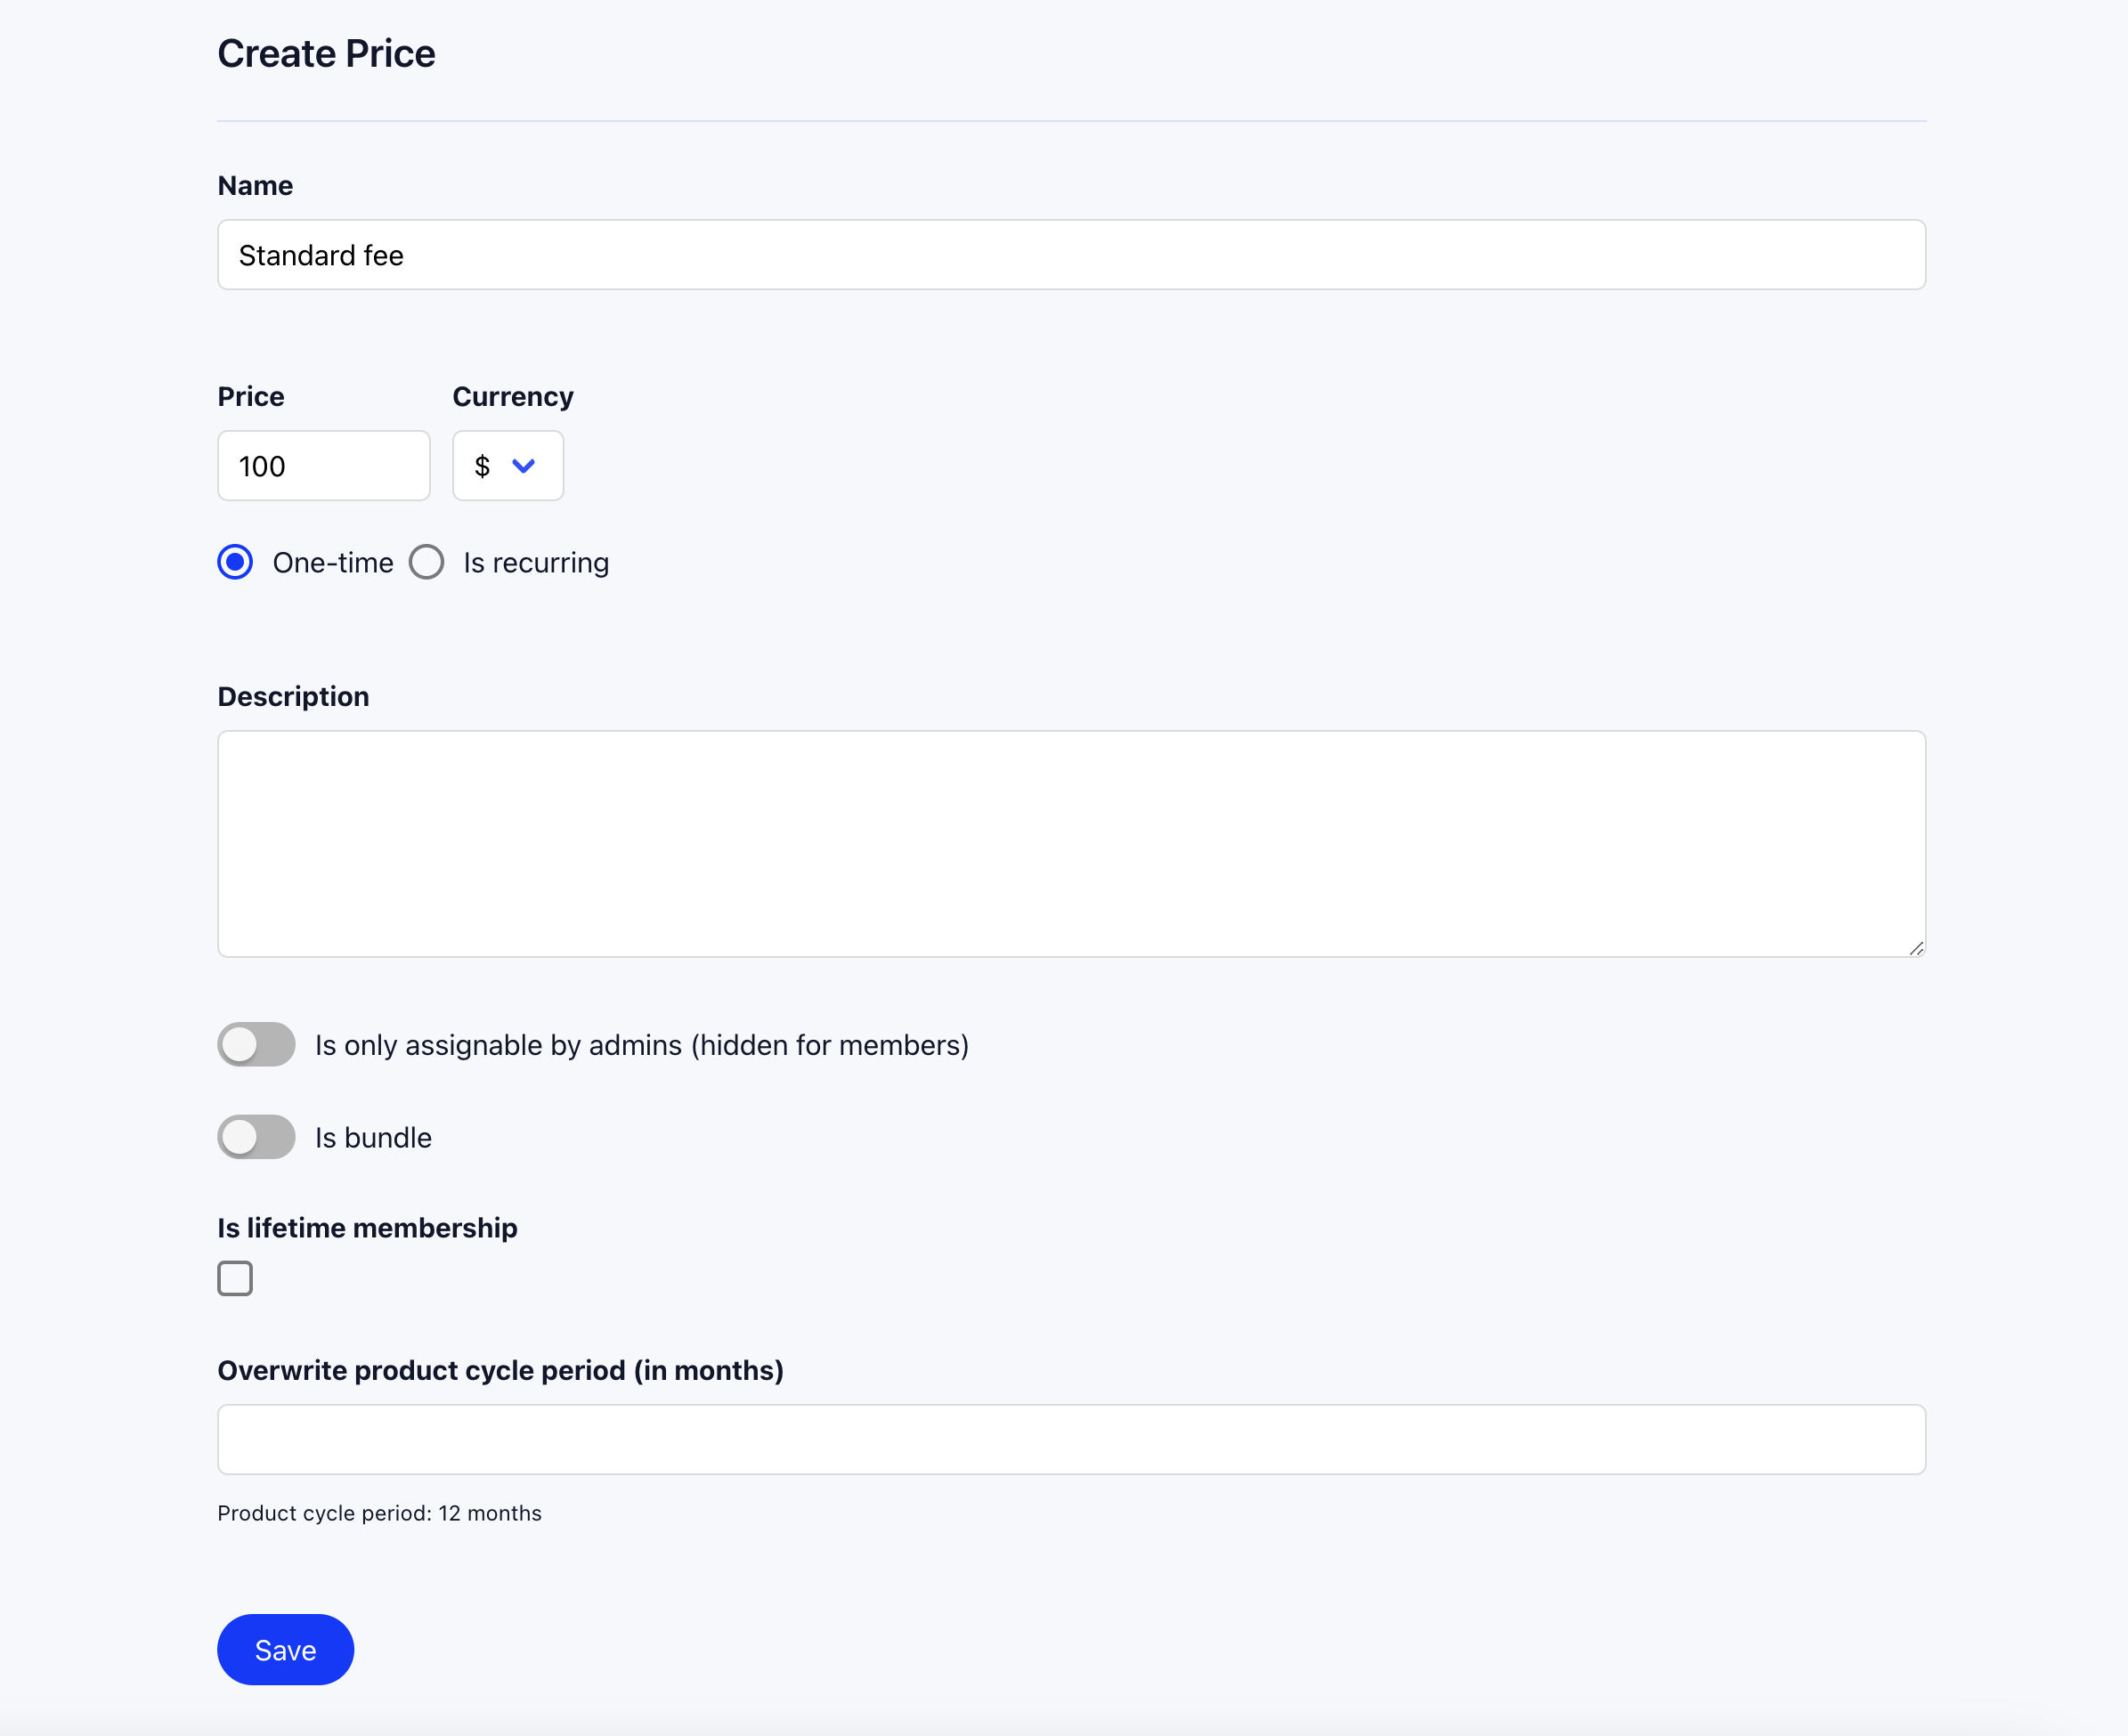 Create Price
Name
Standard fee
Price Currency
100 $
One-time Is recurring
Description
Is only assignable by admins (hidden for members)
Is bundle
Is lifetime membership
Overwrite product cycle period (in months)
Product cycle period: 12 months
Save